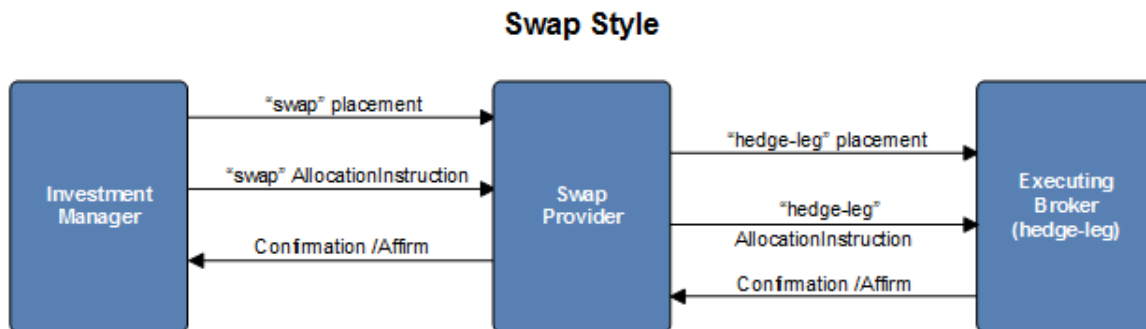 Swap Style
Investment
Manager
"swap" placement
"swap" AllocationInstruction
Confirmation /Affirm
Swap
Provider
"hedge-leg" placement
"hedge-leg"
AllocationInstruction
Confirmation /Affirm
Executing
Broker
(hedge-leg)